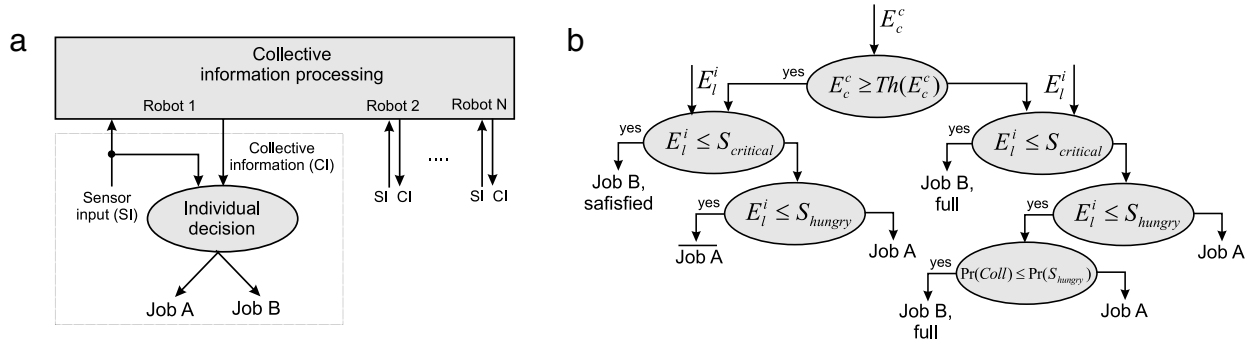 a
Collective
information processing
Robot 1
Robot 2
Robot N
Collective
information (CI)
Sensor
input (SI)
SI CI
....
SI CI
Individual
decision
Job A
Job B
b
E_c^c
E_c^c ≥ Th(E_c^c)
yes
E_l^i
E_l^i
yes
E_l^i ≤ S_critical
yes
E_l^i ≤ S_critical
Job B,
satisfied
Job B,
full
yes
E_l^i ≤ S_hungry
yes
E_l^i ≤ S_hungry
J̅o̅b̅ ̅A̅
Job A
Job A
yes
Pr(Coll) ≤ Pr(S_hungry)
Job B,
full
Job A